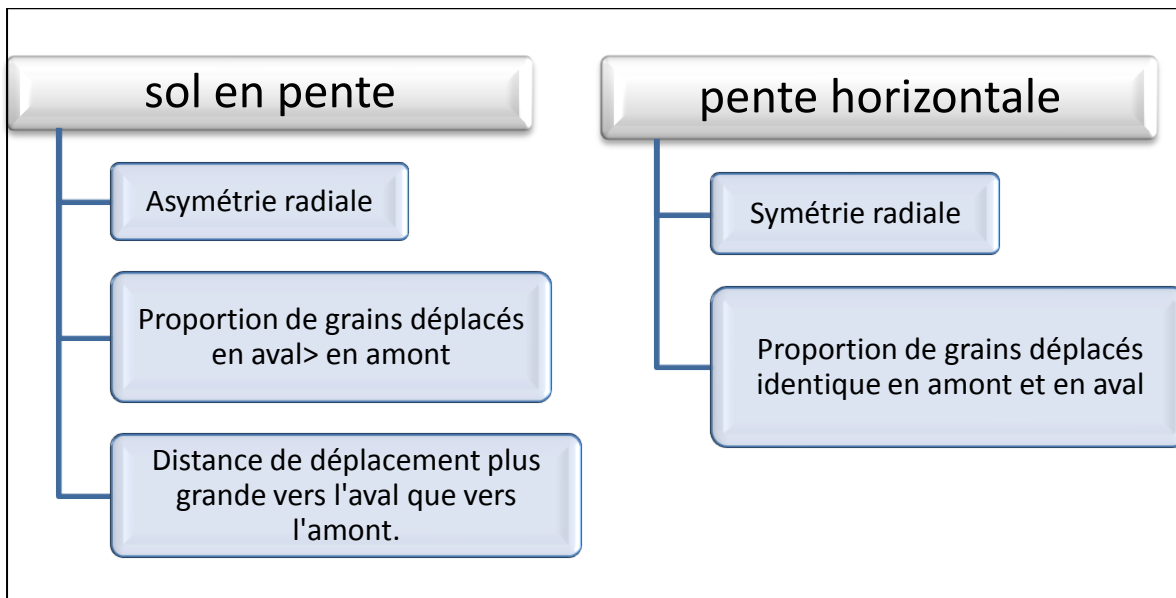 sol en pente
Asymétrie radiale
Proportion de grains déplacés
en aval> en amont
Distance de déplacement plus
grande vers l'aval que vers
l'amont.
pente horizontale
Symétrie radiale
Proportion de grains déplacés
identique en amont et en aval